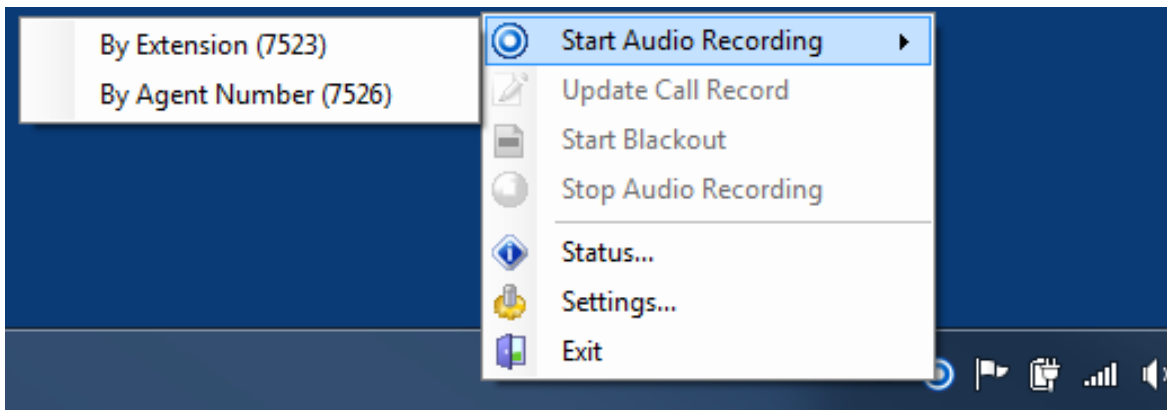 By Extension (7523)
By Agent Number (7526)
Start Audio Recording
Update Call Record
Start Blackout
Stop Audio Recording
Status...
Settings...
Exit